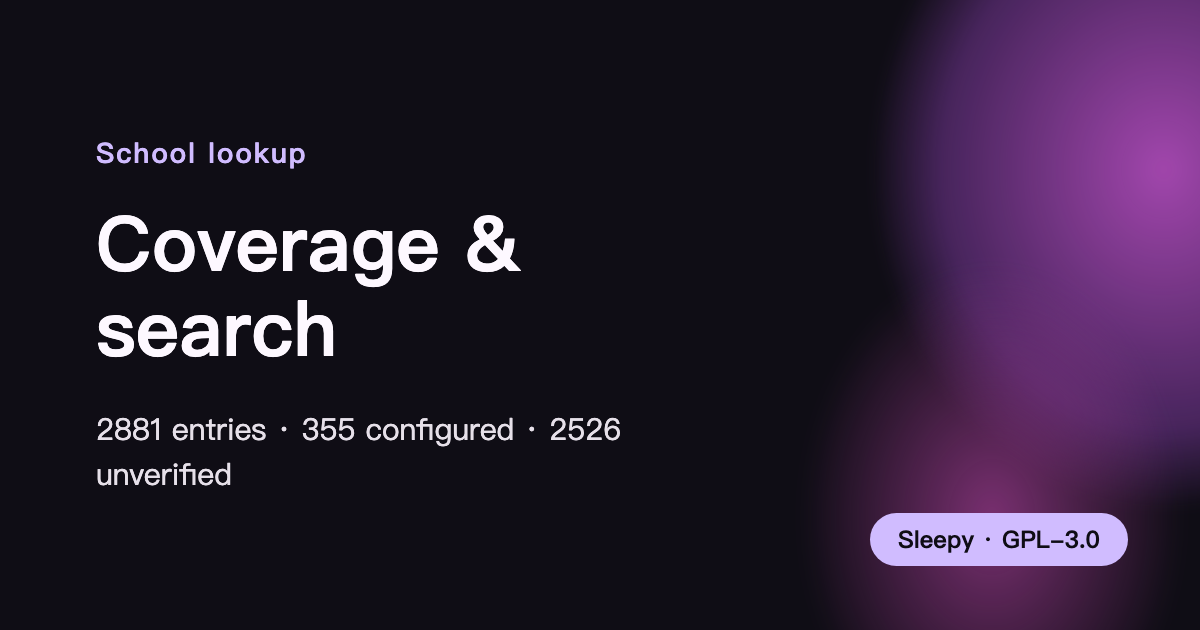 School lookup
Coverage &
search
2881 entries · 355 configured · 2526
unverified
Sleepy · GPL-3.0